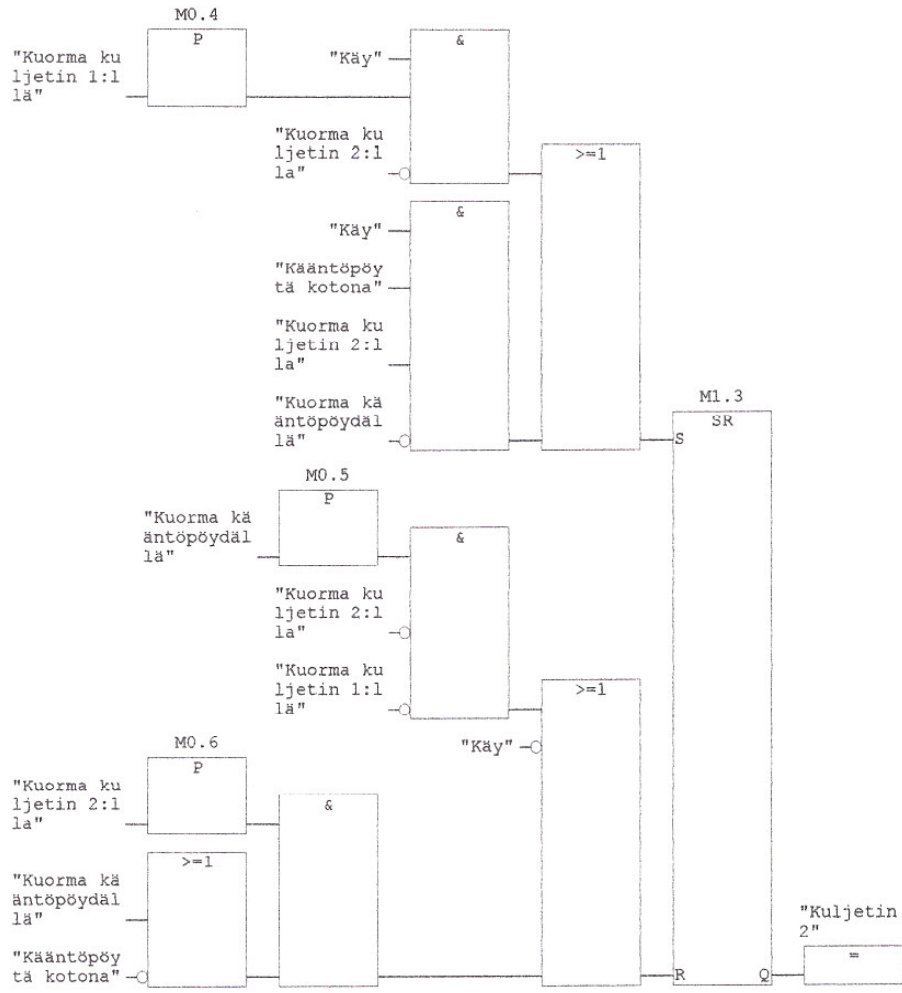 M0.4
P
"Kuorma ku
ljetin 1:l
lä"
&
"Käy"
"Kuorma ku
ljetin 2:l
la"
>=1
&
"Käy"
"Kääntöpöy
tä kotona"
"Kuorma ku
ljetin 2:l
la"
"Kuorma kä
äntöpöydäl
lä"
M1.3
SR
S
M0.5
P
"Kuorma kä
äntöpöydäl
lä"
&
"Kuorma ku
ljetin 2:l
la"
"Kuorma ku
ljetin 1:l
lä"
>=1
"Käy"
M0.6
P
"Kuorma ku
ljetin 2:l
la"
&
>=1
"Kuorma kä
äntöpöydäl
lä"
"Kääntöpöy
tä kotona"
R
Q
"Kuljetin
2"
=